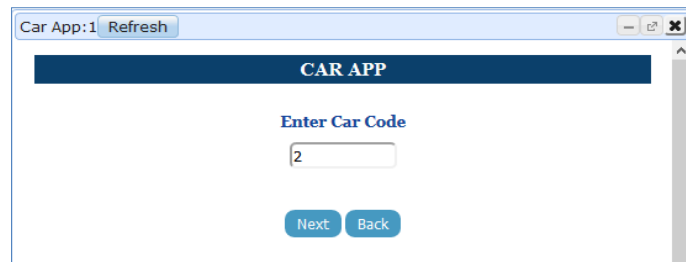 Car App:1 Refresh
CAR APP
Enter Car Code
2
Next Back